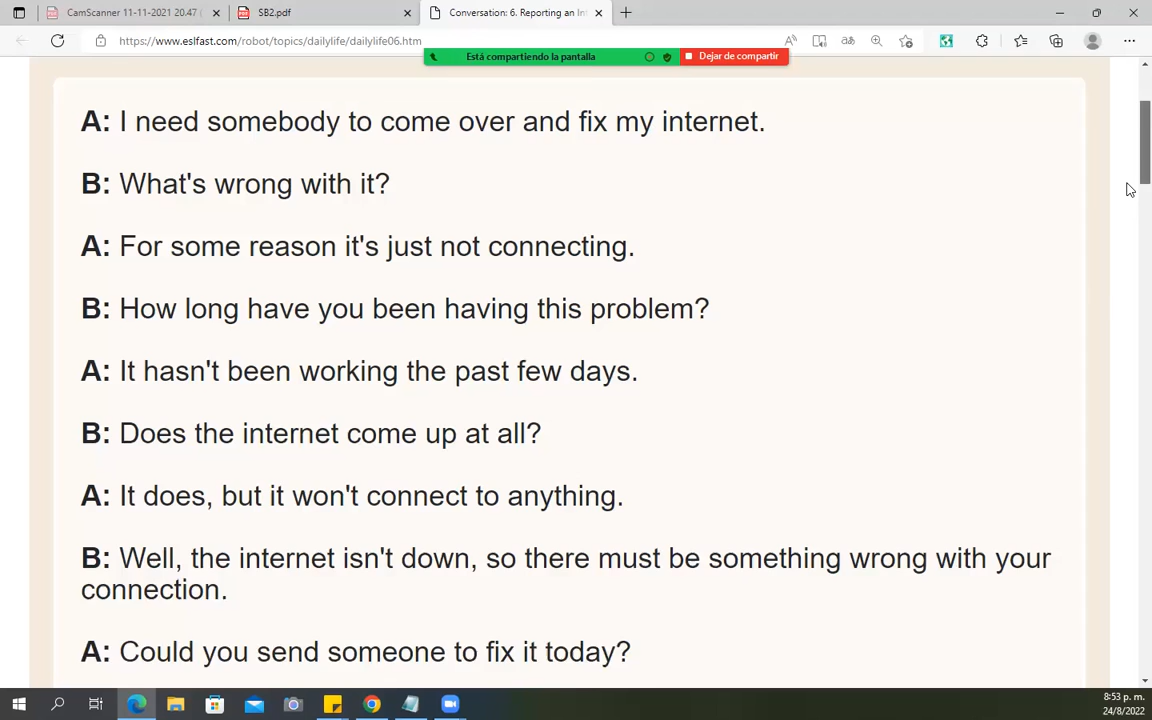 CamScanner 11-11-2021 20.47
SB2.pdf
Conversation: 6. Reporting an In
https://www.eslfast.com/robot/topics/dailylife/dailylife06.htm
Está compartiendo la pantalla
Dejar de compartir
A: I need somebody to come over and fix my internet.
B: What's wrong with it?
A: For some reason it's just not connecting.
B: How long have you been having this problem?
A: It hasn't been working the past few days.
B: Does the internet come up at all?
A: It does, but it won't connect to anything.
B: Well, the internet isn't down, so there must be something wrong with your
connection.
A: Could you send someone to fix it today?
8:53 p. m.
24/8/2022